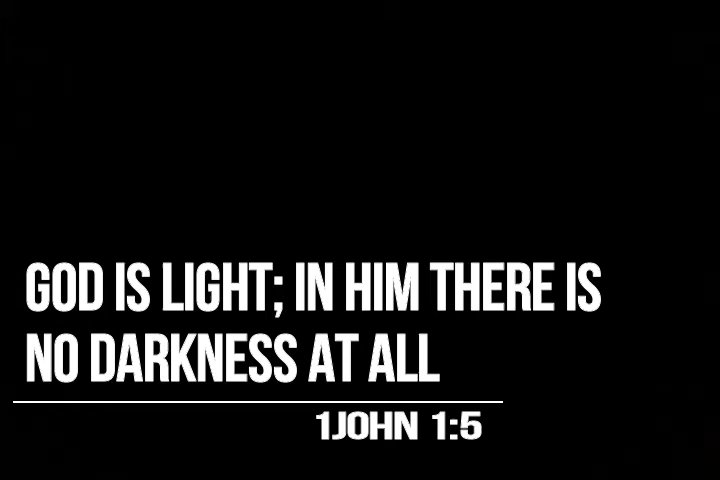 GOD IS LIGHT; IN HIM THERE IS
NO DARKNESS AT ALL
1JOHN 1:5